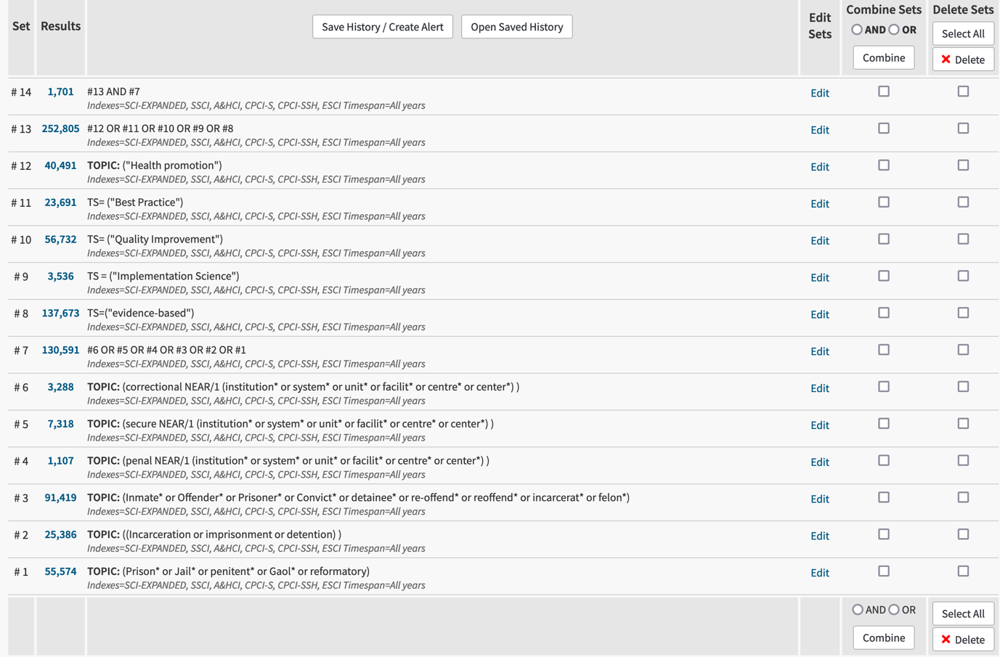 Set Results Save History / Create Alert Open Saved History Edit Sets Combine Sets AND OR Combine Delete Sets Select All Delete
# 14 1,701 #13 AND #7 Edit
Indexes=SCI-EXPANDED, SSCI, A&HCI, CPCI-S, CPCI-SSH, ESCI Timespan=All years
# 13 252,805 #12 OR #11 OR #10 OR #9 OR #8 Edit
Indexes=SCI-EXPANDED, SSCI, A&HCI, CPCI-S, CPCI-SSH, ESCI Timespan=All years
# 12 40,491 TOPIC: ("Health promotion") Edit
Indexes=SCI-EXPANDED, SSCI, A&HCI, CPCI-S, CPCI-SSH, ESCI Timespan=All years
# 11 23,691 TS= ("Best Practice") Edit
Indexes=SCI-EXPANDED, SSCI, A&HCI, CPCI-S, CPCI-SSH, ESCI Timespan=All years
# 10 56,732 TS= ("Quality Improvement") Edit
Indexes=SCI-EXPANDED, SSCI, A&HCI, CPCI-S, CPCI-SSH, ESCI Timespan=All years
# 9 3,536 TS = ("Implementation Science") Edit
Indexes=SCI-EXPANDED, SSCI, A&HCI, CPCI-S, CPCI-SSH, ESCI Timespan=All years
# 8 137,673 TS=("evidence-based") Edit
Indexes=SCI-EXPANDED, SSCI, A&HCI, CPCI-S, CPCI-SSH, ESCI Timespan=All years
# 7 130,591 #6 OR #5 OR #4 OR #3 OR #2 OR #1 Edit
Indexes=SCI-EXPANDED, SSCI, A&HCI, CPCI-S, CPCI-SSH, ESCI Timespan=All years
# 6 3,288 TOPIC: (correctional NEAR/1 (institution* or system* or unit* or facilit* or centre* or center*) ) Edit
Indexes=SCI-EXPANDED, SSCI, A&HCI, CPCI-S, CPCI-SSH, ESCI Timespan=All years
# 5 7,318 TOPIC: (secure NEAR/1 (institution* or system* or unit* or facilit* or centre* or center*) ) Edit
Indexes=SCI-EXPANDED, SSCI, A&HCI, CPCI-S, CPCI-SSH, ESCI Timespan=All years
# 4 1,107 TOPIC: (penal NEAR/1 (institution* or system* or unit* or facilit* or centre* or center*) ) Edit
Indexes=SCI-EXPANDED, SSCI, A&HCI, CPCI-S, CPCI-SSH, ESCI Timespan=All years
# 3 91,419 TOPIC: (Inmate* or Offender* or Prisoner* or Convict* or detainee* or re-offend* or reoffend* or incarcerat* or felon*) Edit
Indexes=SCI-EXPANDED, SSCI, A&HCI, CPCI-S, CPCI-SSH, ESCI Timespan=All years
# 2 25,386 TOPIC: ((Incarceration or imprisonment or detention) ) Edit
Indexes=SCI-EXPANDED, SSCI, A&HCI, CPCI-S, CPCI-SSH, ESCI Timespan=All years
# 1 55,574 TOPIC: (Prison* or Jail* or penitent* or Gaol* or reformatory) Edit
Indexes=SCI-EXPANDED, SSCI, A&HCI, CPCI-S, CPCI-SSH, ESCI Timespan=All years
AND OR Select All
Combine Delete